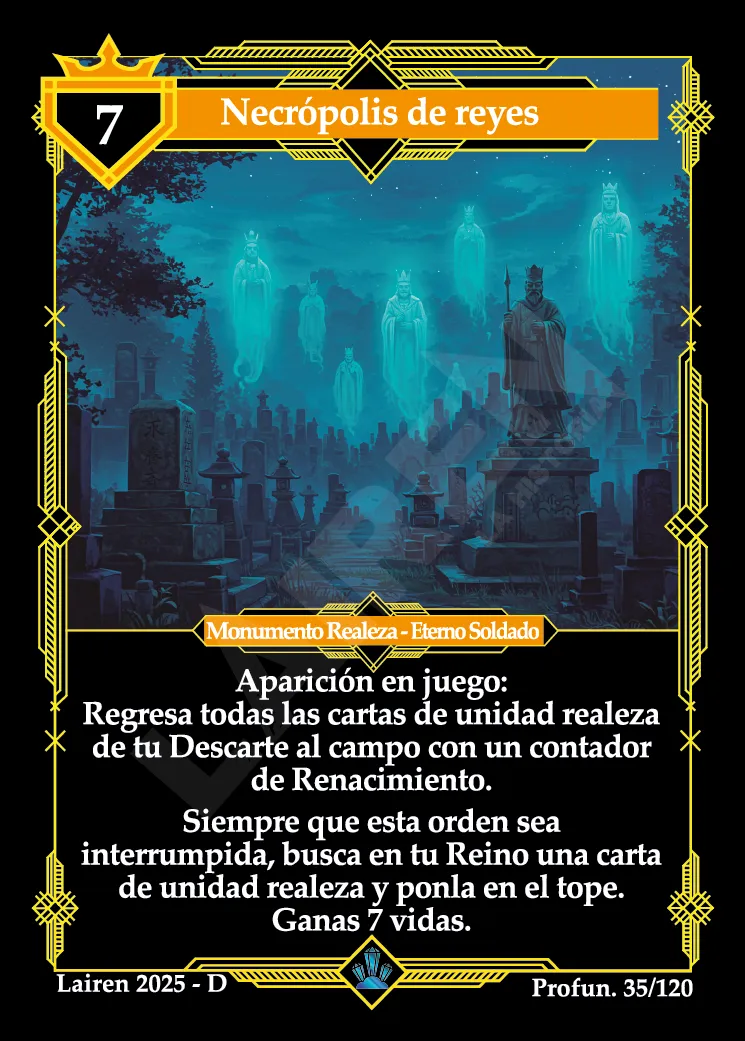 7
Necrópolis de reyes
Monumento Realeza - Eterno Soldado
Aparición en juego:
Regresa todas las cartas de unidad realeza
de tu Descarte al campo con un contador
de Renacimiento.
Siempre que esta orden sea
interrumpida, busca en tu Reino una carta
de unidad realeza y ponla en el tope.
Ganas 7 vidas.
Lairen 2025 - D
Profun. 35/120